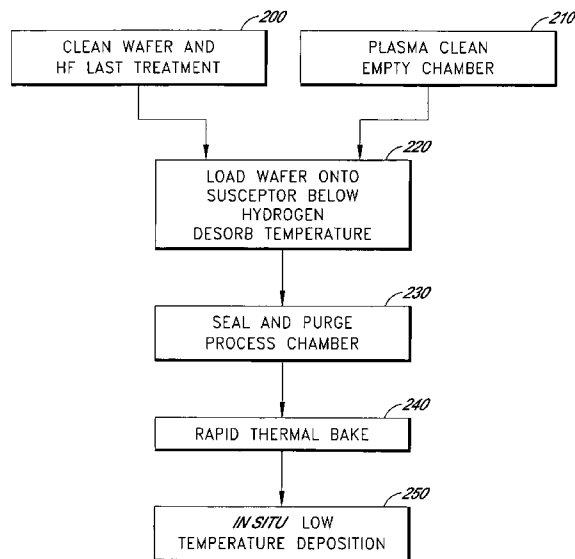 200
CLEAN WAFER AND
HF LAST TREATMENT
210
PLASMA CLEAN
EMPTY CHAMBER
220
LOAD WAFER ONTO
SUSCEPTOR BELOW
HYDROGEN
DESORB TEMPERATURE
230
SEAL AND PURGE
PROCESS CHAMBER
240
RAPID THERMAL BAKE
250
IN SITU LOW
TEMPERATURE DEPOSITION